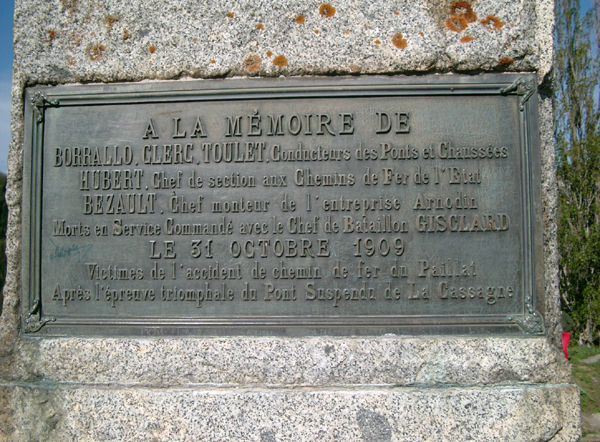 A LA MÉMOIRE DE
BORRALLO, CLERC, TOULET, Conducteurs des Ponts et Chaussées
HUBERT, Chef de section aux Chemins de Fer de l'Etat
BEZAULT, Chef monteur de l'entreprise Arnodin
Morts en Service Commandé avec le Chef de Bataillon GISCLARD
LE 31 OCTOBRE 1909
Victimes de l'accident de chemin de fer du Paillat
Après l'épreuve triomphale du Pont Suspendu de La Cassagne